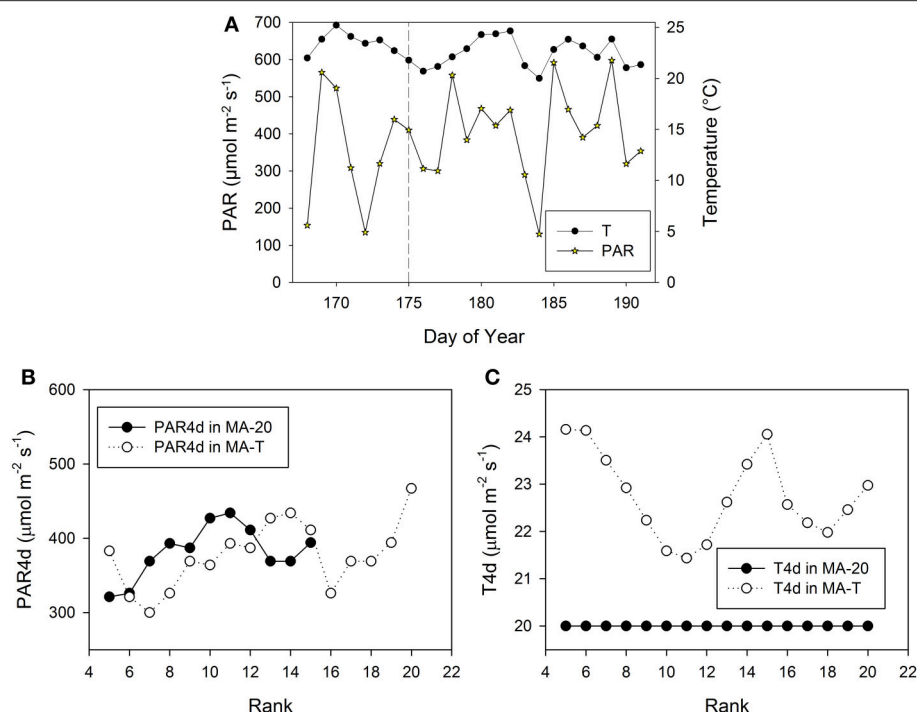 A
700
600
500
400
300
200
100
0
PAR (µmol m⁻² s⁻¹)
25
20
15
10
5
0
Temperature (°C)
T
PAR
170 175 180 185 190
Day of Year
B
600
500
400
300
PAR4d (µmol m⁻² s⁻¹)
PAR4d in MA-20
PAR4d in MA-T
4 6 8 10 12 14 16 18 20 22
Rank
C
25
24
23
22
21
20
T4d (µmol m⁻² s⁻¹)
T4d in MA-20
T4d in MA-T
4 6 8 10 12 14 16 18 20 22
Rank